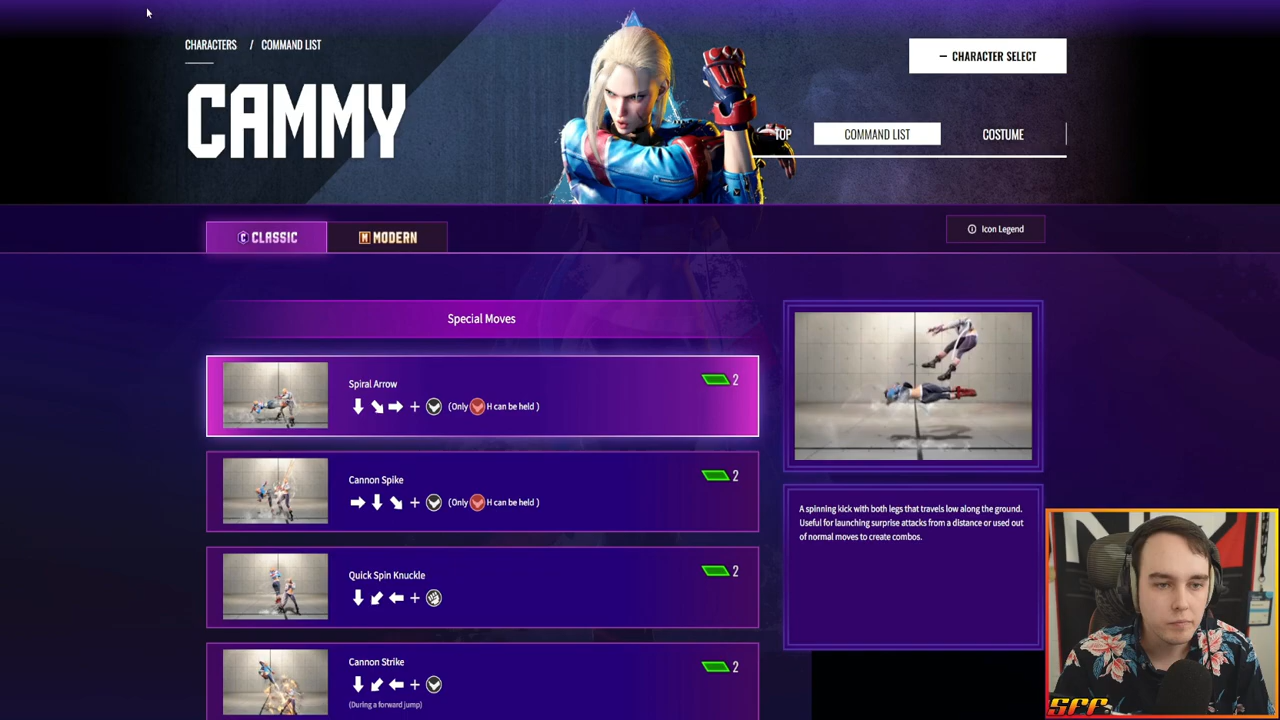 CHARACTERS / COMMAND LIST
— CHARACTER SELECT
CAMMY
TOP
COMMAND LIST
COSTUME
C CLASSIC
M MODERN
Icon Legend
Special Moves
Spiral Arrow
2
(Only H can be held )
Cannon Spike
2
(Only H can be held )
Quick Spin Knuckle
2
Cannon Strike
2
(During a forward jump)
A spinning kick with both legs that travels low along the ground.
Useful for launching surprise attacks from a distance or used out
of normal moves to create combos.